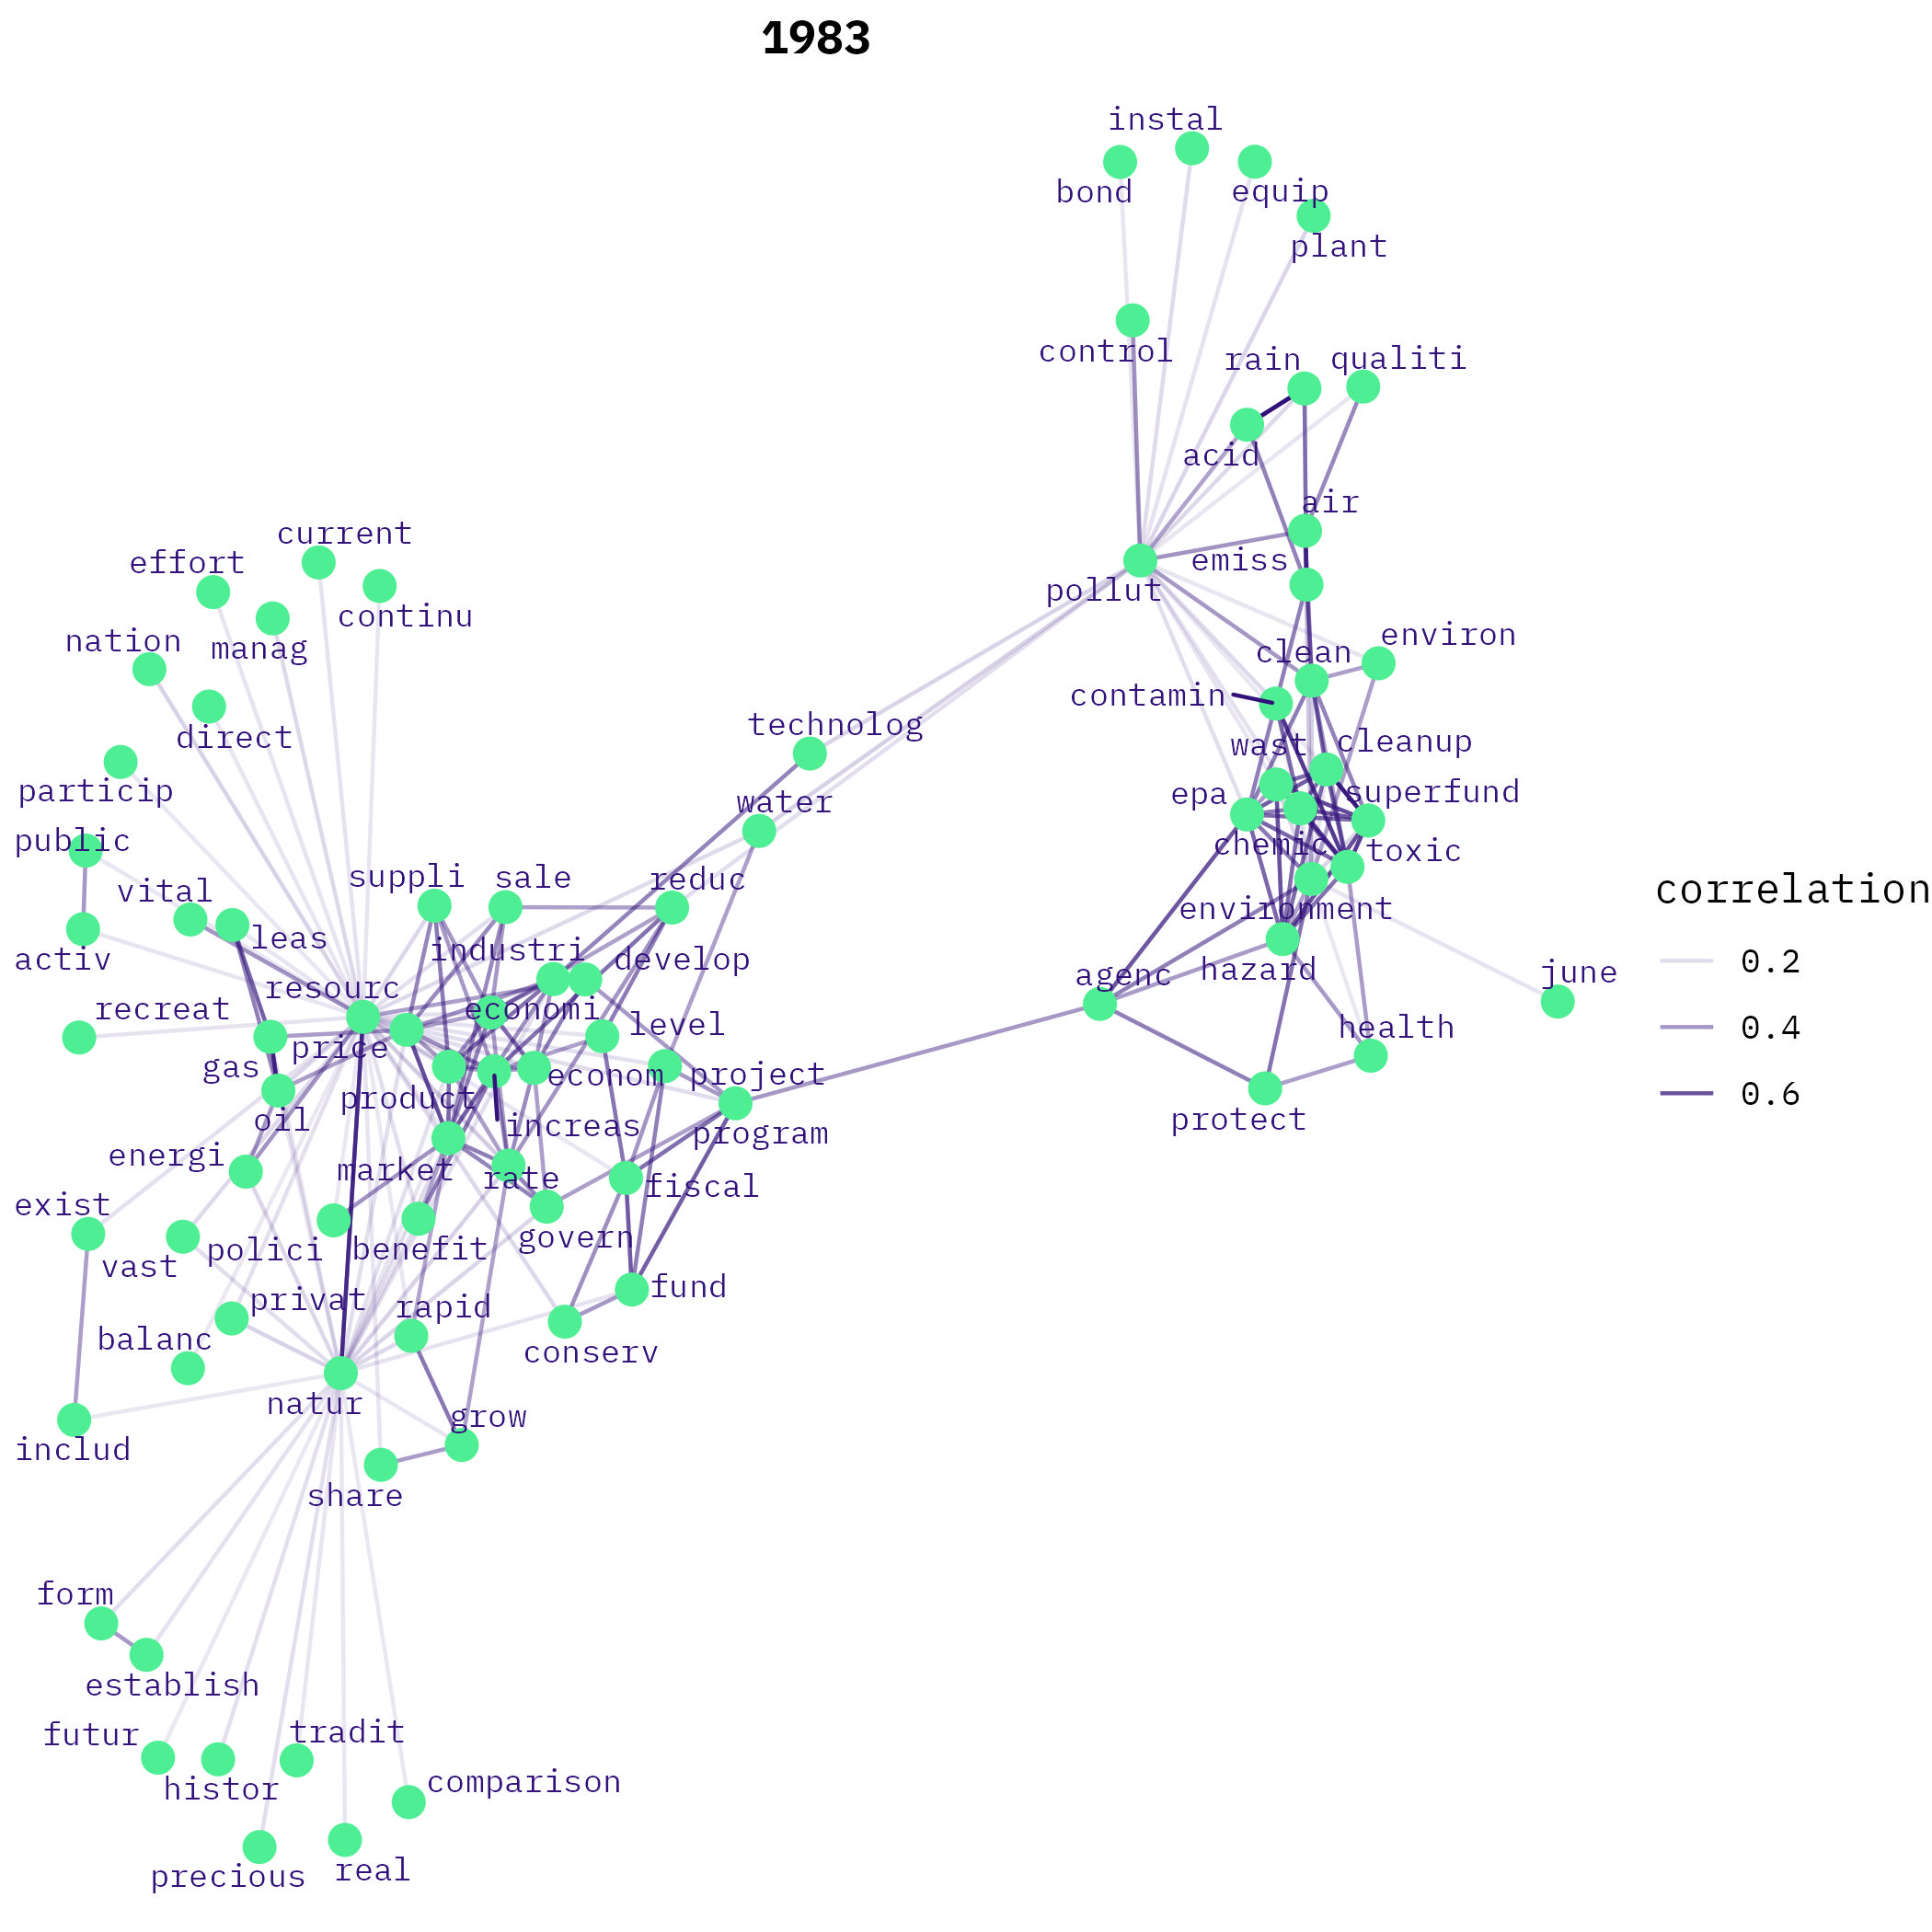 1983
instal
bond
equip
plant
control
rain
qualiti
acid
air
current
effort
emiss
pollut
continu
nation
manag
environ
clean
contamin
direct
technolog
wast
cleanup
particip
epa
superfund
water
public
chemic
toxic
suppli
sale
reduc
vital
correlation
environment
leas
industri
develop
activ
0.2
hazard
june
agenc
resourc
recreat
economi
level
0.4
health
price
gas
econom
project
product
0.6
oil
increas
program
protect
energi
market
rate
fiscal
exist
govern
polici
benefit
vast
fund
privat
rapid
balanc
conserv
natur
grow
includ
share
form
establish
futur
tradit
histor
comparison
precious
real